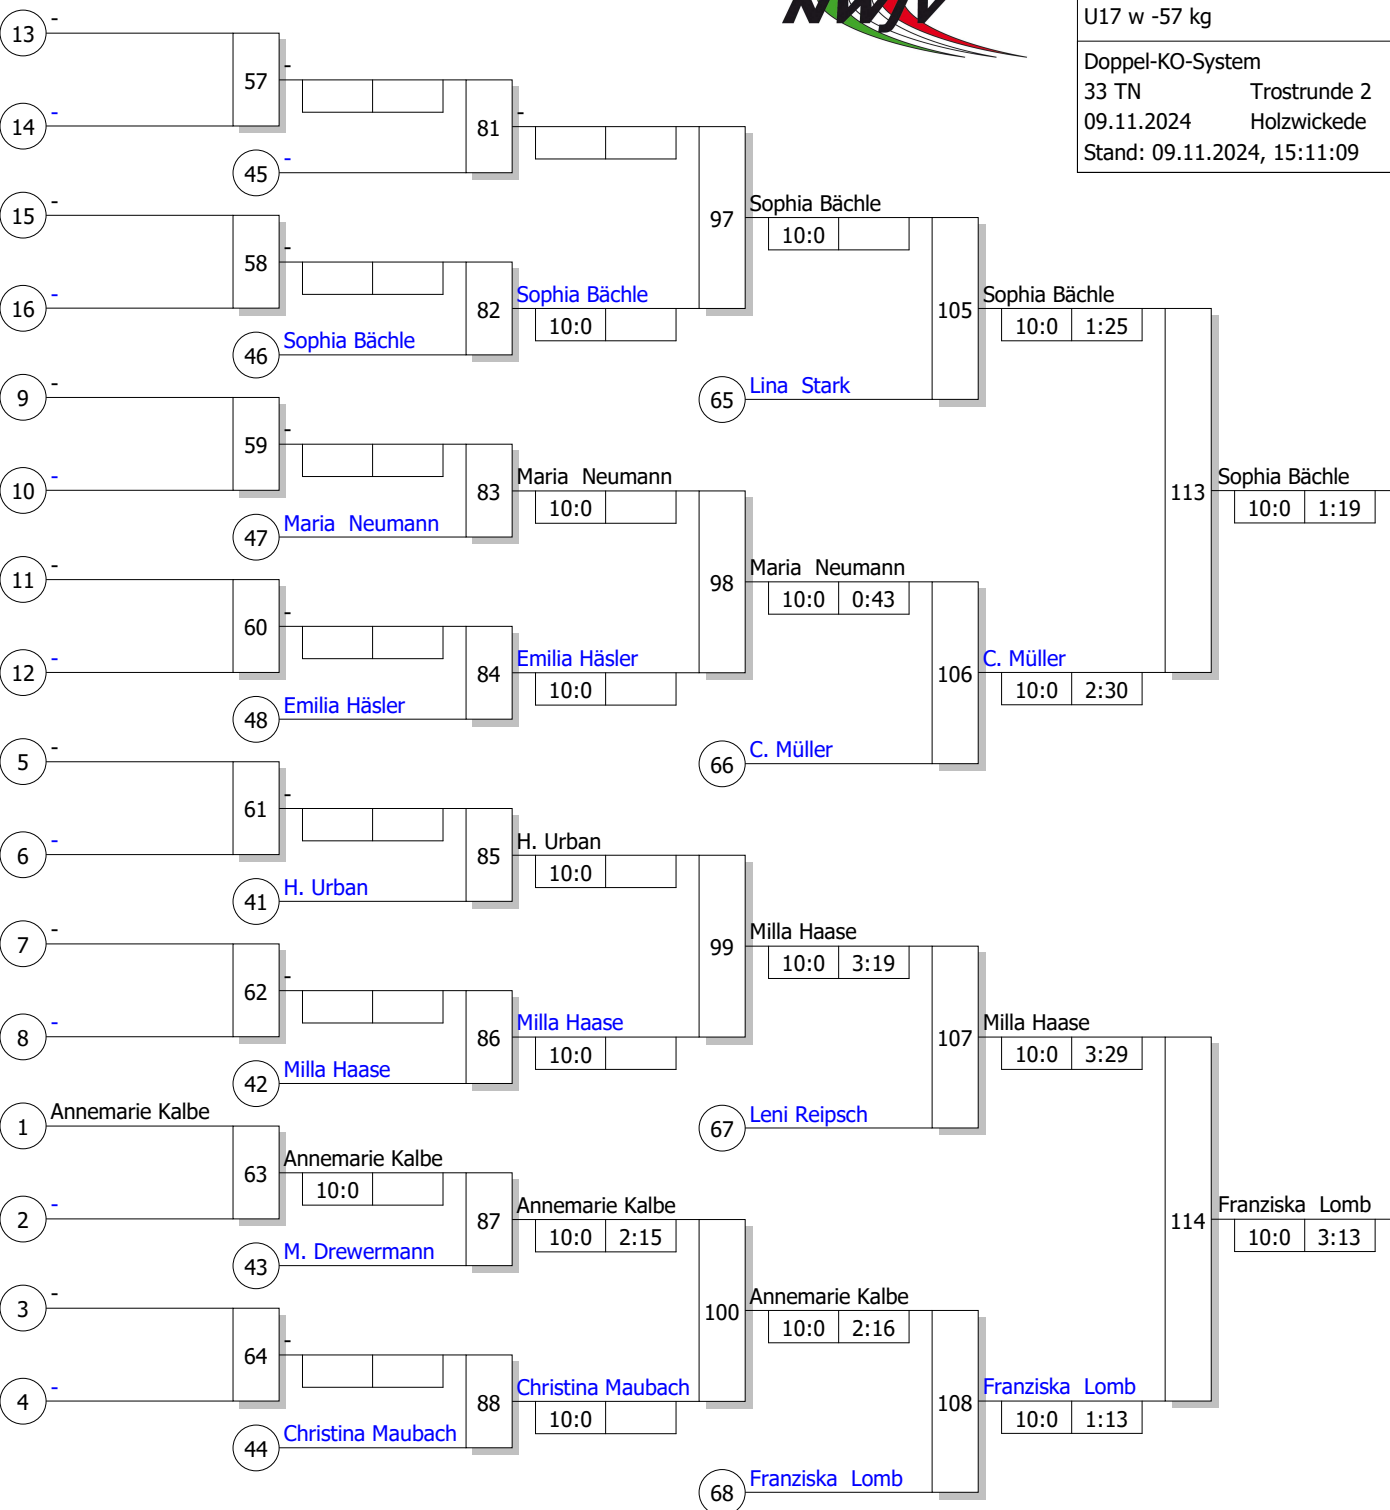 NWJV
U17 w -57 kg
Doppel-KO-System
33 TN Trostrunde 2
09.11.2024 Holzwickede
Stand: 09.11.2024, 15:11:09
13 -
57 -
14 -
81 -
45 -
15 -
97 Sophia Bächle
10:0
58 -
16 -
82 Sophia Bächle
10:0
105 Sophia Bächle
10:0 1:25
46 Sophia Bächle
9 -
65 Lina Stark
59 -
10 -
83 Maria Neumann
10:0
113 Sophia Bächle
10:0 1:19
47 Maria Neumann
11 -
98 Maria Neumann
10:0 0:43
60 -
12 -
84 Emilia Häsler
10:0
106 C. Müller
10:0 2:30
48 Emilia Häsler
5 -
66 C. Müller
61 -
6 -
85 H. Urban
10:0
41 H. Urban
7 -
99 Milla Haase
10:0 3:19
62 -
8 -
86 Milla Haase
10:0
107 Milla Haase
10:0 3:29
42 Milla Haase
1 Annemarie Kalbe
67 Leni Reipsch
63 Annemarie Kalbe
10:0
2 -
87 Annemarie Kalbe
10:0 2:15
114 Franziska Lomb
10:0 3:13
43 M. Drewermann
3 -
100 Annemarie Kalbe
10:0 2:16
64 -
4 -
88 Christina Maubach
10:0
108 Franziska Lomb
10:0 1:13
44 Christina Maubach
68 Franziska Lomb